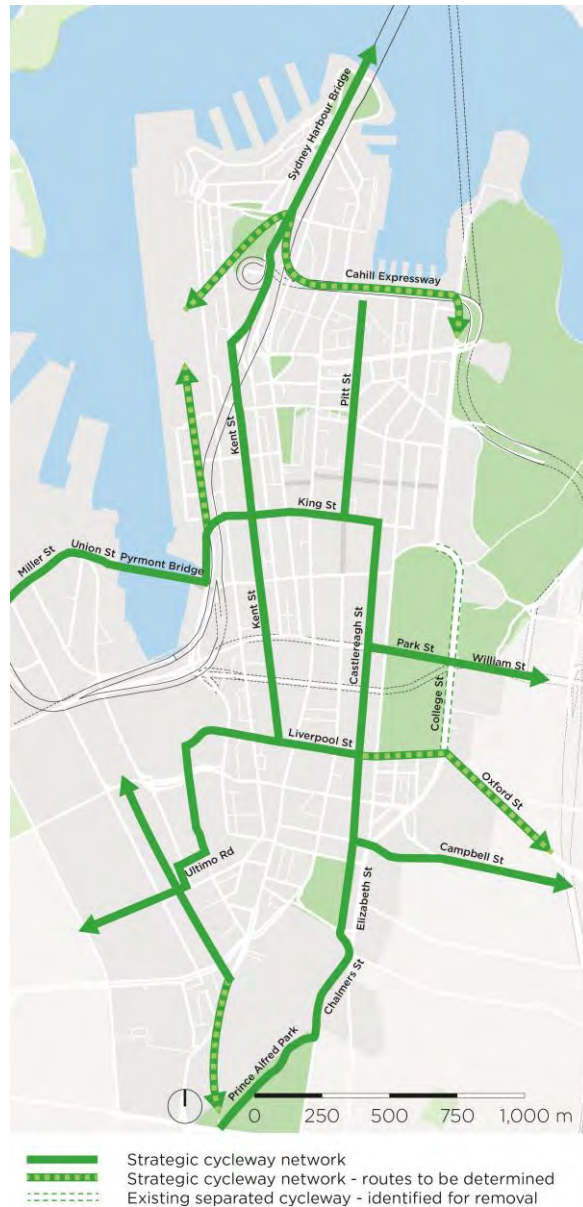 Sydney Harbour Bridge
Cahill Expressway
Pitt St
Kent St
King St
Union St
Miller St
Pyrmont Bridge
Kent St
Castlereagh St
Park St
William St
College St
Liverpool St
Oxford St
Campbell St
Ultimo Rd
Elizabeth St
Chalmers St
Prince Alfred Park
0 250 500 750 1,000 m
Strategic cycleway network
Strategic cycleway network - routes to be determined
Existing separated cycleway - identified for removal